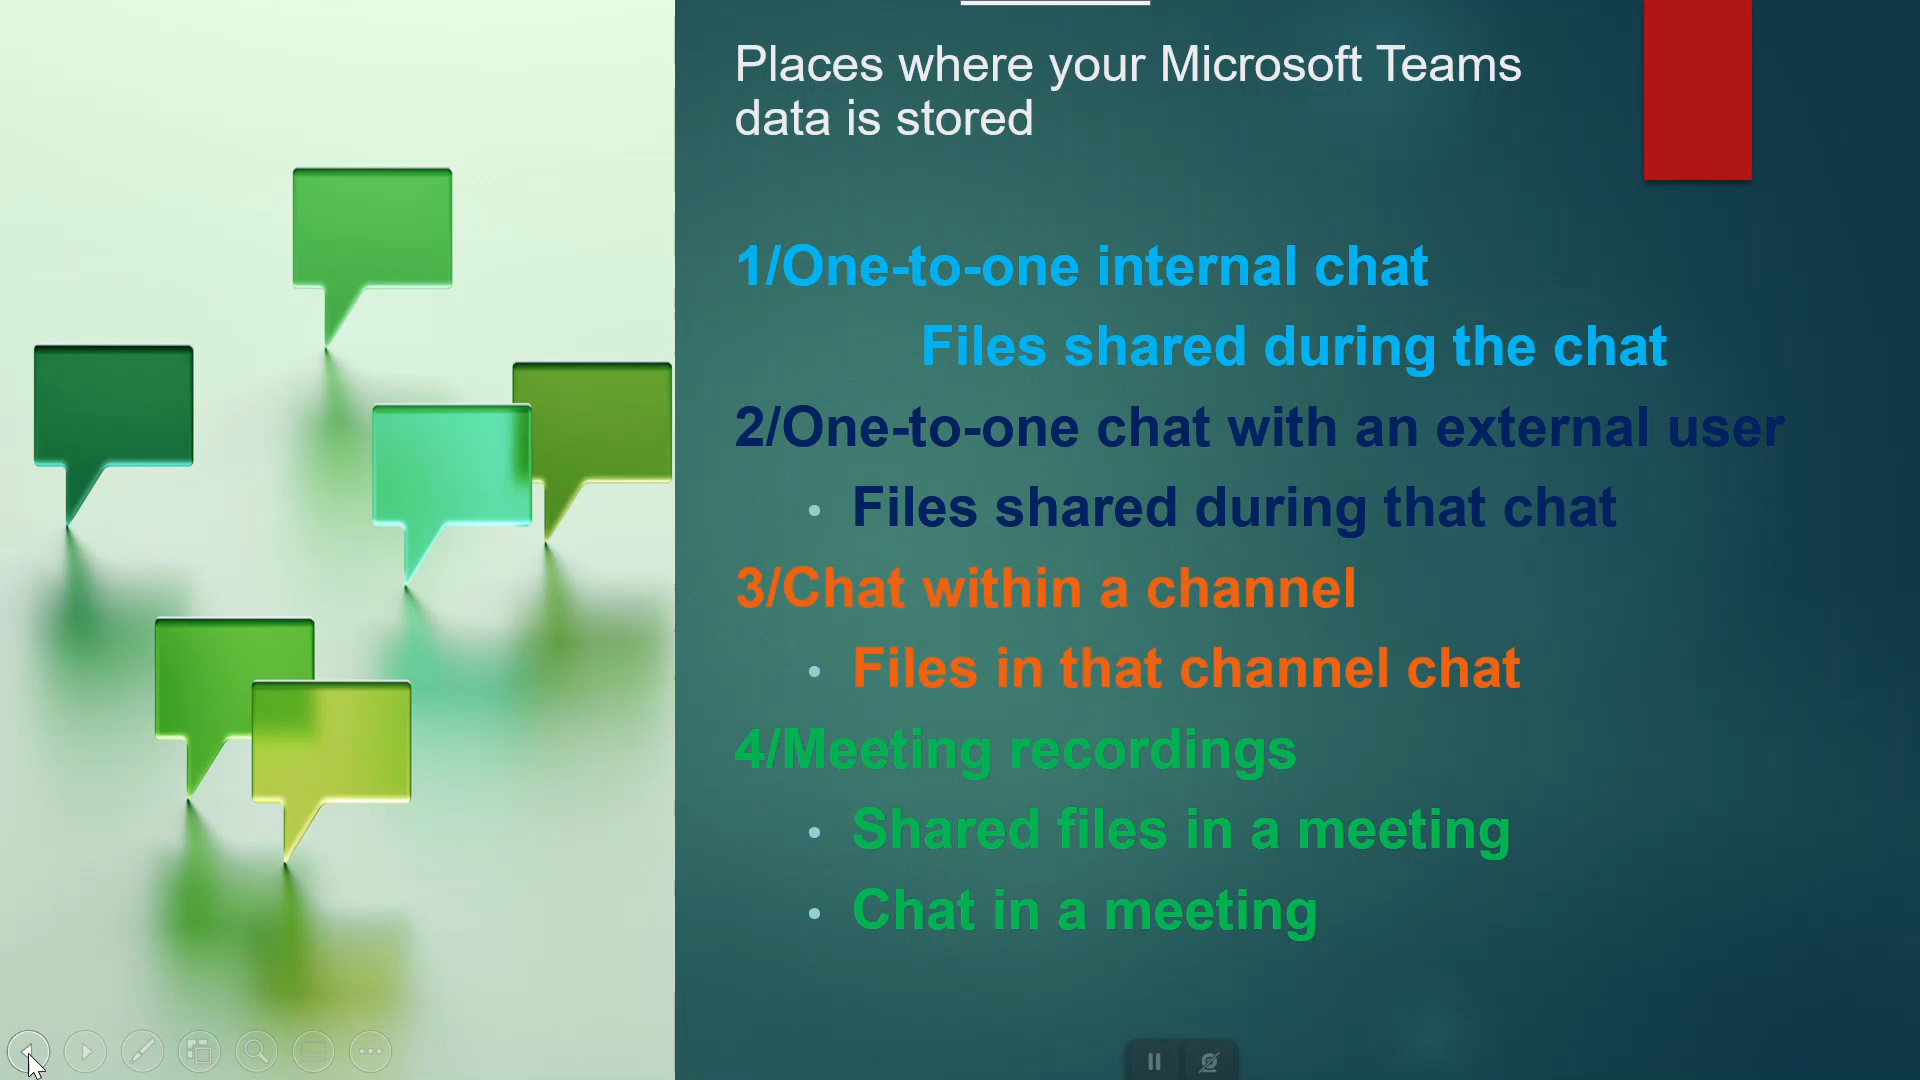 Places where your Microsoft Teams
data is stored
1/One-to-one internal chat
Files shared during the chat
2/One-to-one chat with an external user
• Files shared during that chat
3/Chat within a channel
• Files in that channel chat
4/Meeting recordings
• Shared files in a meeting
• Chat in a meeting